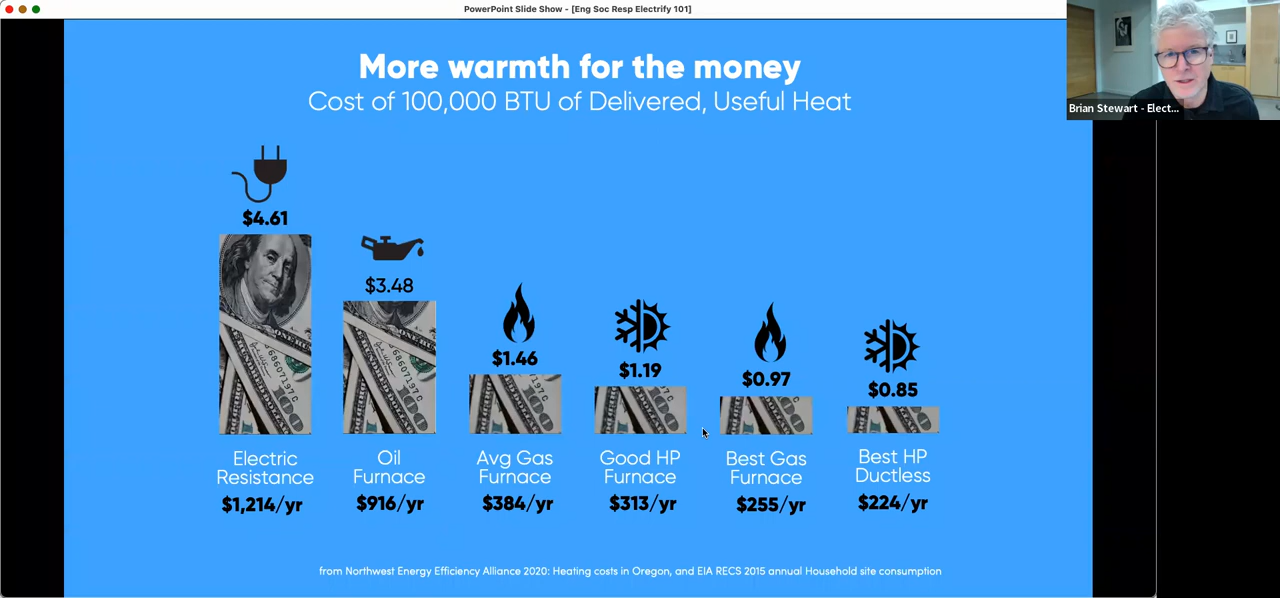 PowerPoint Slide Show - [Eng Soc Resp Electrify 101]
Brian Stewart - Elect...
More warmth for the money
Cost of 100,000 BTU of Delivered, Useful Heat
$4.61
$3.48
$1.46
$1.19
$0.97
$0.85
Electric
Resistance
$1,214/yr
Oil
Furnace
$916/yr
Avg Gas
Furnace
$384/yr
Good HP
Furnace
$313/yr
Best Gas
Furnace
$255/yr
Best HP
Ductless
$224/yr
from Northwest Energy Efficiency Alliance 2020: Heating costs in Oregon, and EIA RECS 2015 annual Household site consumption